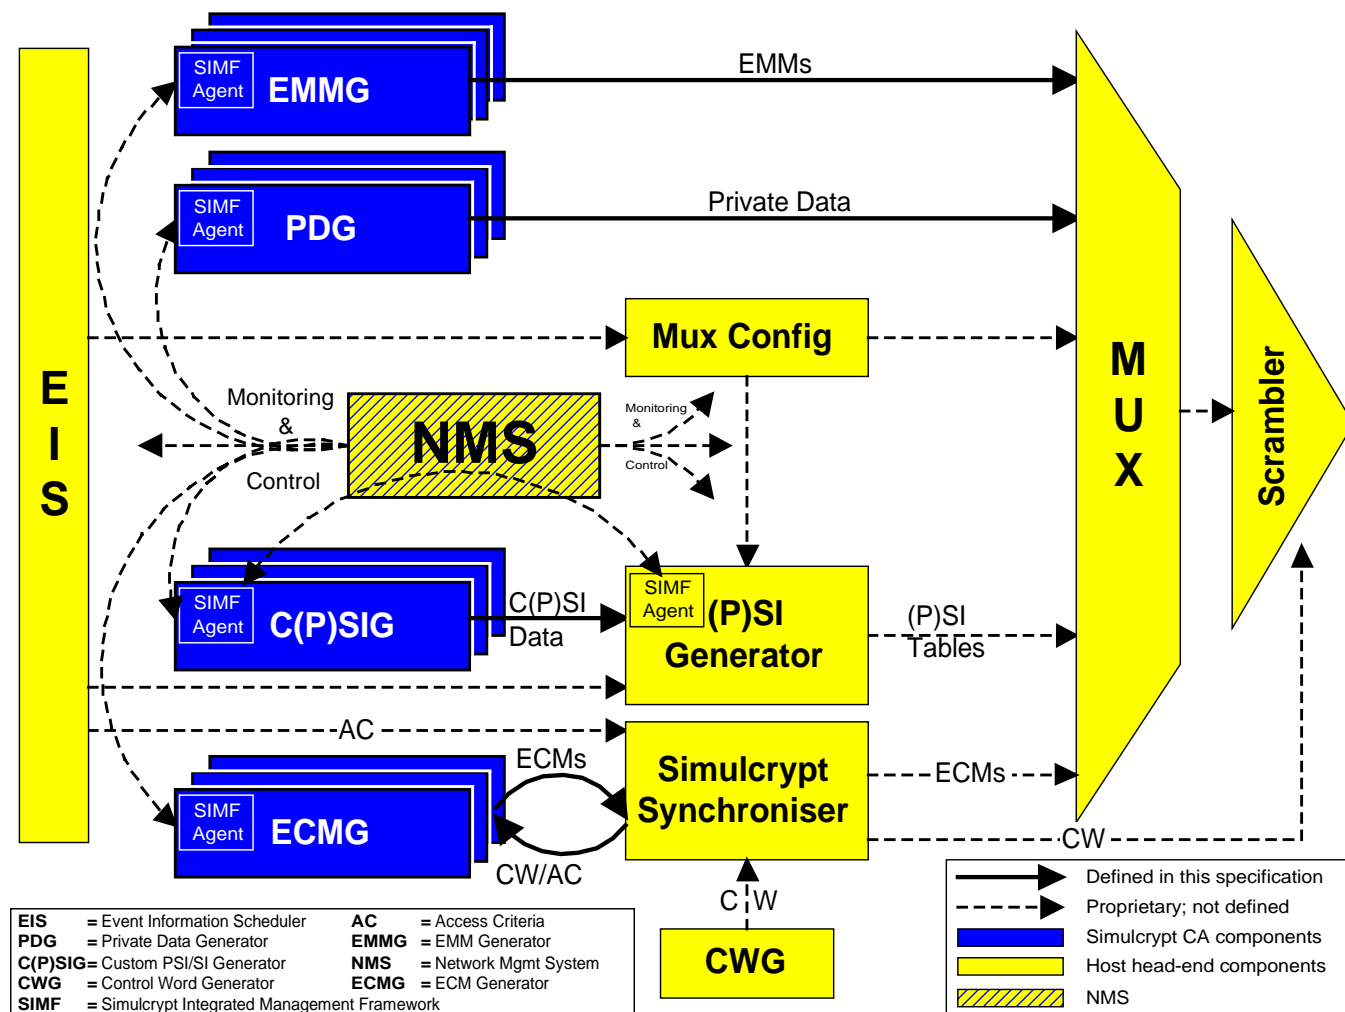 EIS
SIMF
Agent
EMMG
EMMs
SIMF
Agent
PDG
Private Data
Mux Config
Monitoring
&
Control
NMS
Monitoring
&
Control
MUX
Scrambler
SIMF
Agent
C(P)SIG
C(P)SI
Data
SIMF
Agent
(P)SI
Generator
(P)SI
Tables
AC
SIMF
Agent
ECMG
ECMs
CW/AC
Simulcrypt
Synchroniser
ECMs
CW
C W
CWG
EIS = Event Information Scheduler
PDG = Private Data Generator
C(P)SIG= Custom PSI/SI Generator
CWG = Control Word Generator
SIMF = Simulcrypt Integrated Management Framework
AC = Access Criteria
EMMG = EMM Generator
NMS = Network Mgmt System
ECMG = ECM Generator
Defined in this specification
Proprietary; not defined
Simulcrypt CA components
Host head-end components
NMS